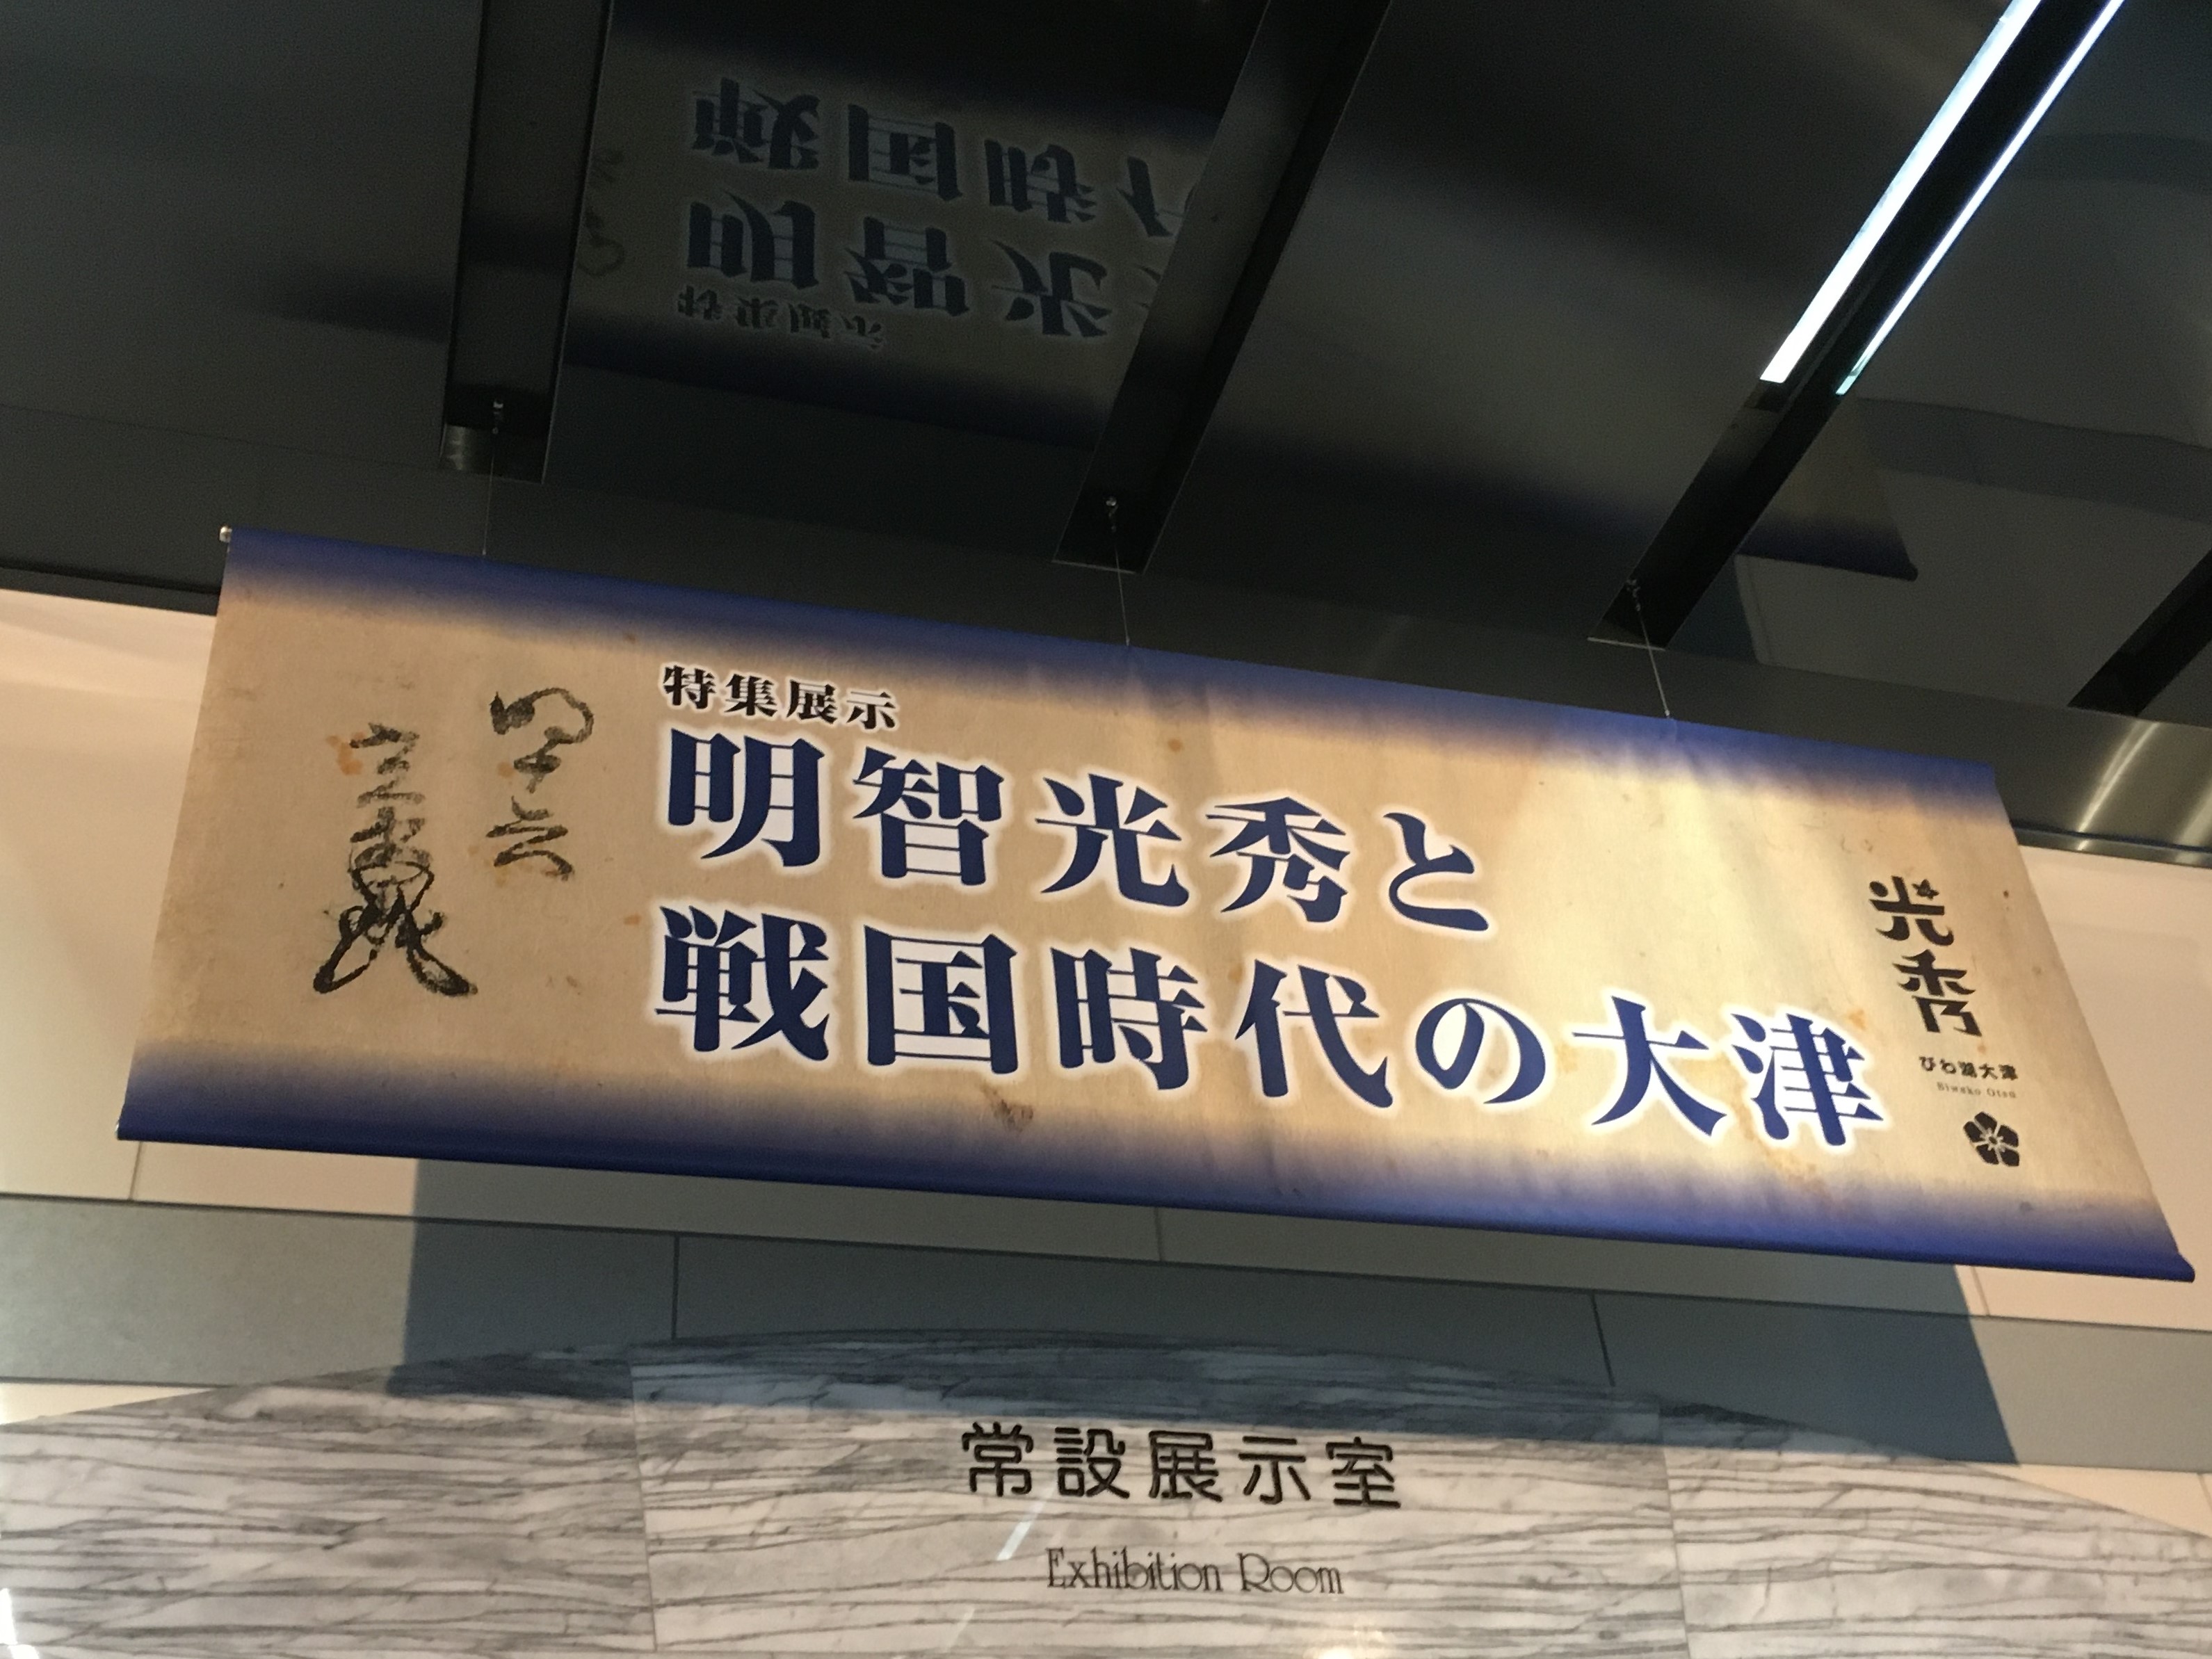 特集展示
明智光秀と
戦国時代の大津
光秀
びわ湖大津
Biwako Otsu
常設展示室
Exhibition Room